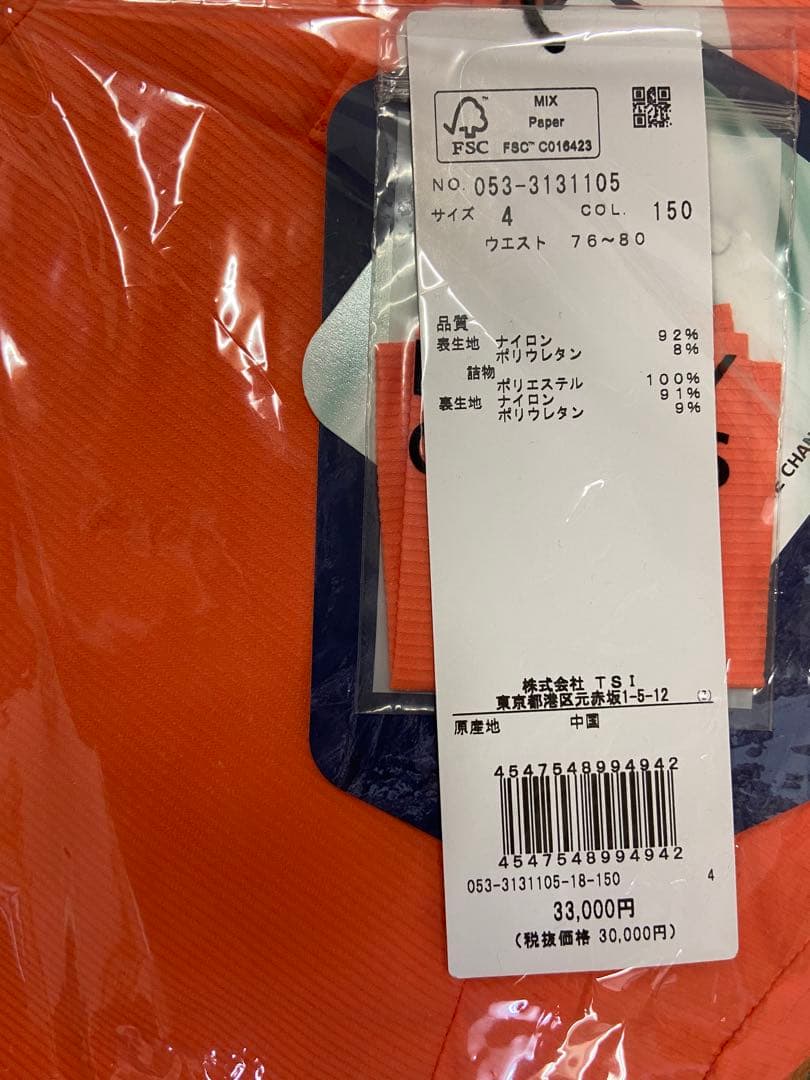 MIX
Paper
FSC™ C016423
FSC
NO. 053-3131105
サイズ 4 COL. 150
ウエスト 76~80
品質
表生地 ナイロン 92%
ポリウレタン 8%
詰物
ポリエステル 100%
裏生地 ナイロン 91%
ポリウレタン 9%
株式会社 TSI
東京都港区元赤坂1-5-12 (2)
原産地 中国
4547548994942
4547548994942
053-3131105-18-150 4
33,000円
(税抜価格 30,000円)
E CHAN